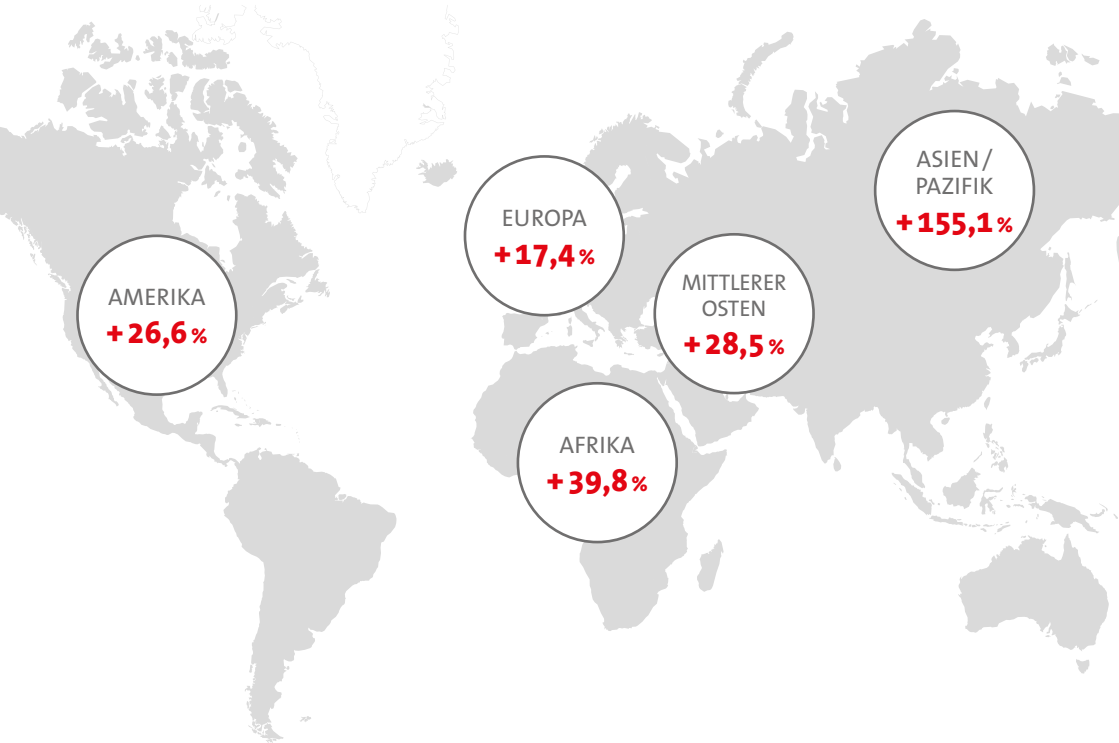 ASIEN /
PAZIFIK
+ 155,1 %
EUROPA
+ 17,4 %
MITTLERER
OSTEN
+ 28,5 %
AMERIKA
+ 26,6 %
AFRIKA
+ 39,8 %